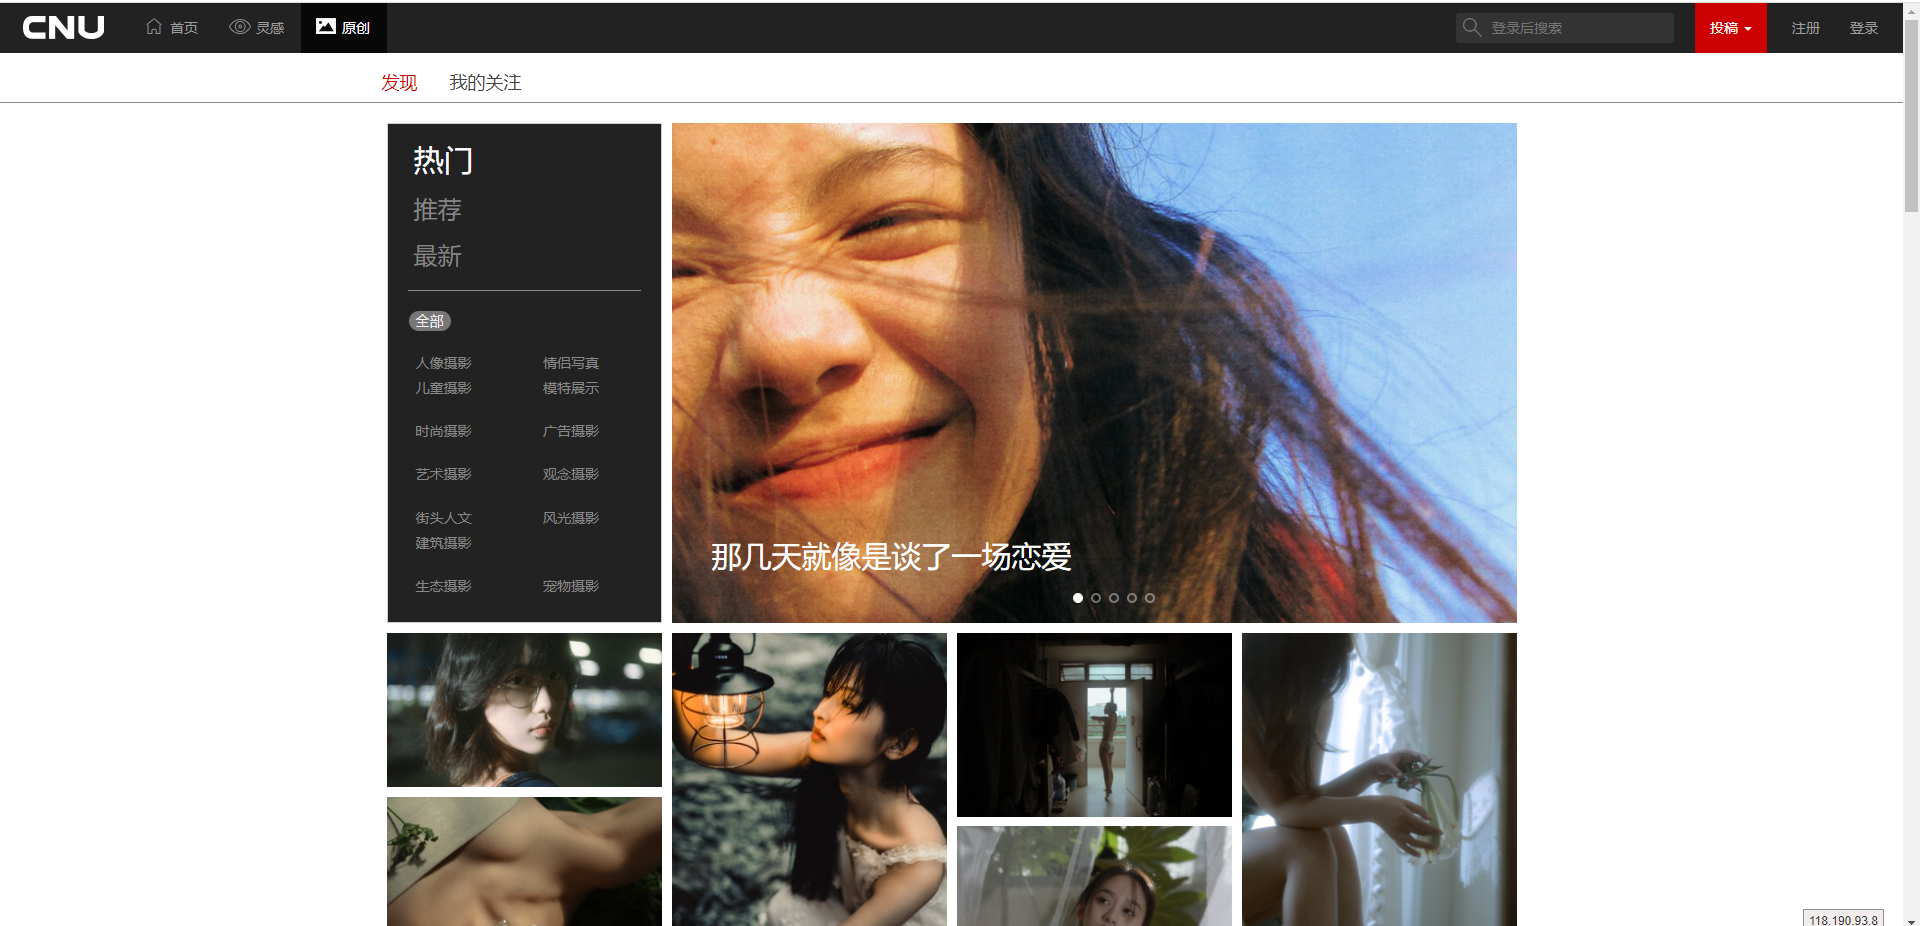 CNU 首页 灵感 原创 登录后搜索 投稿 注册 登录
发现 我的关注
热门
推荐
最新
全部
人像摄影 情侣写真
儿童摄影 模特展示
时尚摄影 广告摄影
艺术摄影 观念摄影
街头人文 风光摄影
建筑摄影
生态摄影 宠物摄影
那几天就像是谈了一场恋爱
118.190.93.8